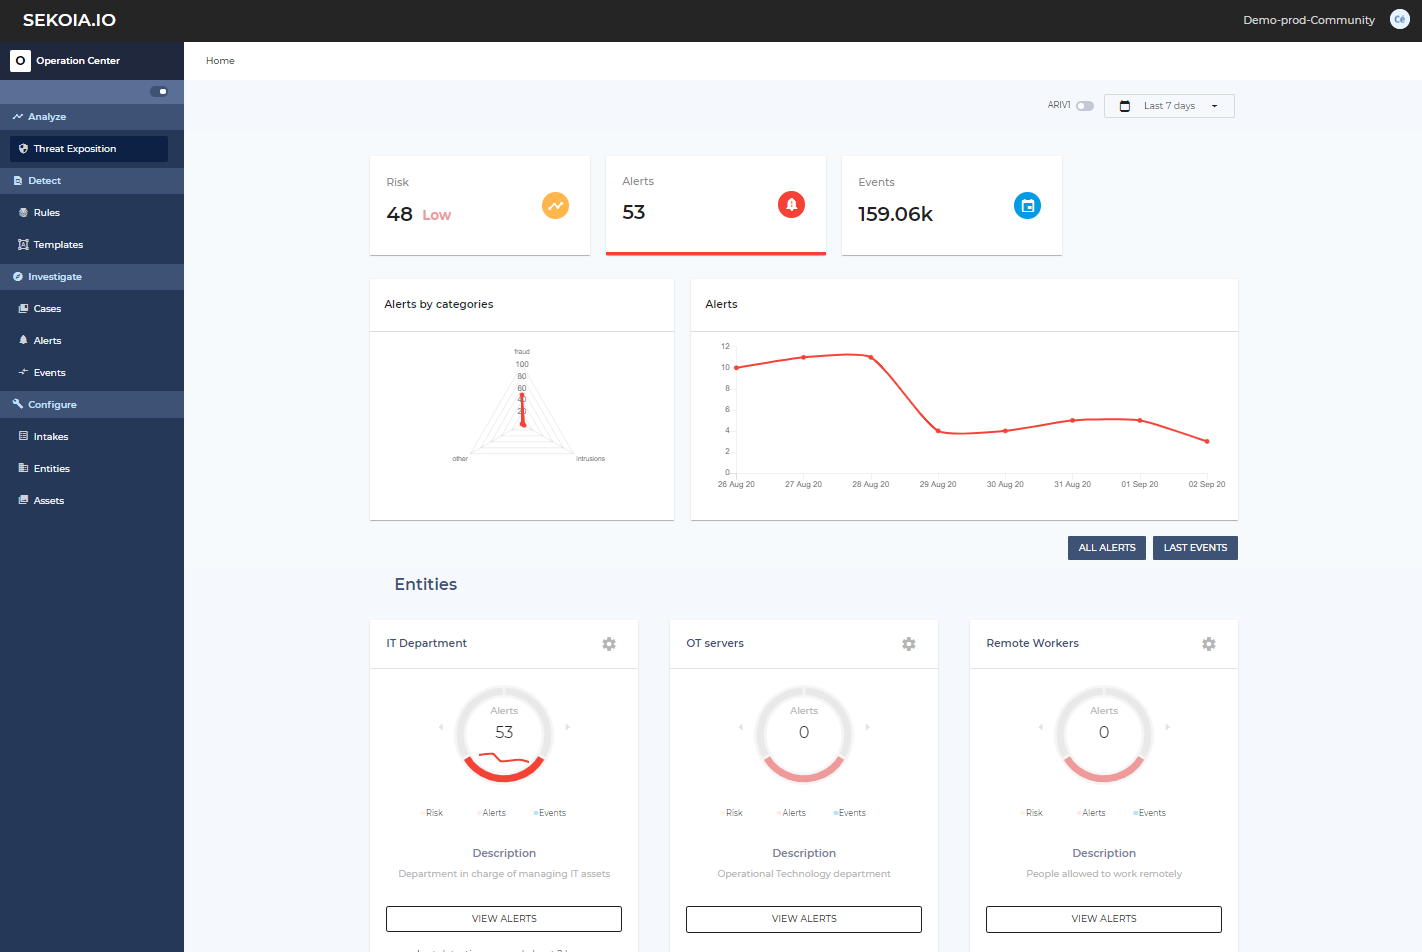 SEKOIA.IO
Demo-prod-Community
Cé
O Operation Center
Home
ARIV1
Last 7 days
Analyze
Threat Exposition
Detect
Rules
Templates
Investigate
Cases
Alerts
Events
Configure
Intakes
Entities
Assets
Risk
48 Low
Alerts
53
Events
159.06k
Alerts by categories
fraud
100
80
60
40
20
other
intrusions
Alerts
12
10
8
6
4
2
0
26 Aug 20 27 Aug 20 28 Aug 20 29 Aug 20 30 Aug 20 31 Aug 20 01 Sep 20 02 Sep 20
ALL ALERTS LAST EVENTS
Entities
IT Department
Alerts
53
Risk Alerts Events
Description
Department in charge of managing IT assets
VIEW ALERTS
OT servers
Alerts
0
Risk Alerts Events
Description
Operational Technology department
VIEW ALERTS
Remote Workers
Alerts
0
Risk Alerts Events
Description
People allowed to work remotely
VIEW ALERTS